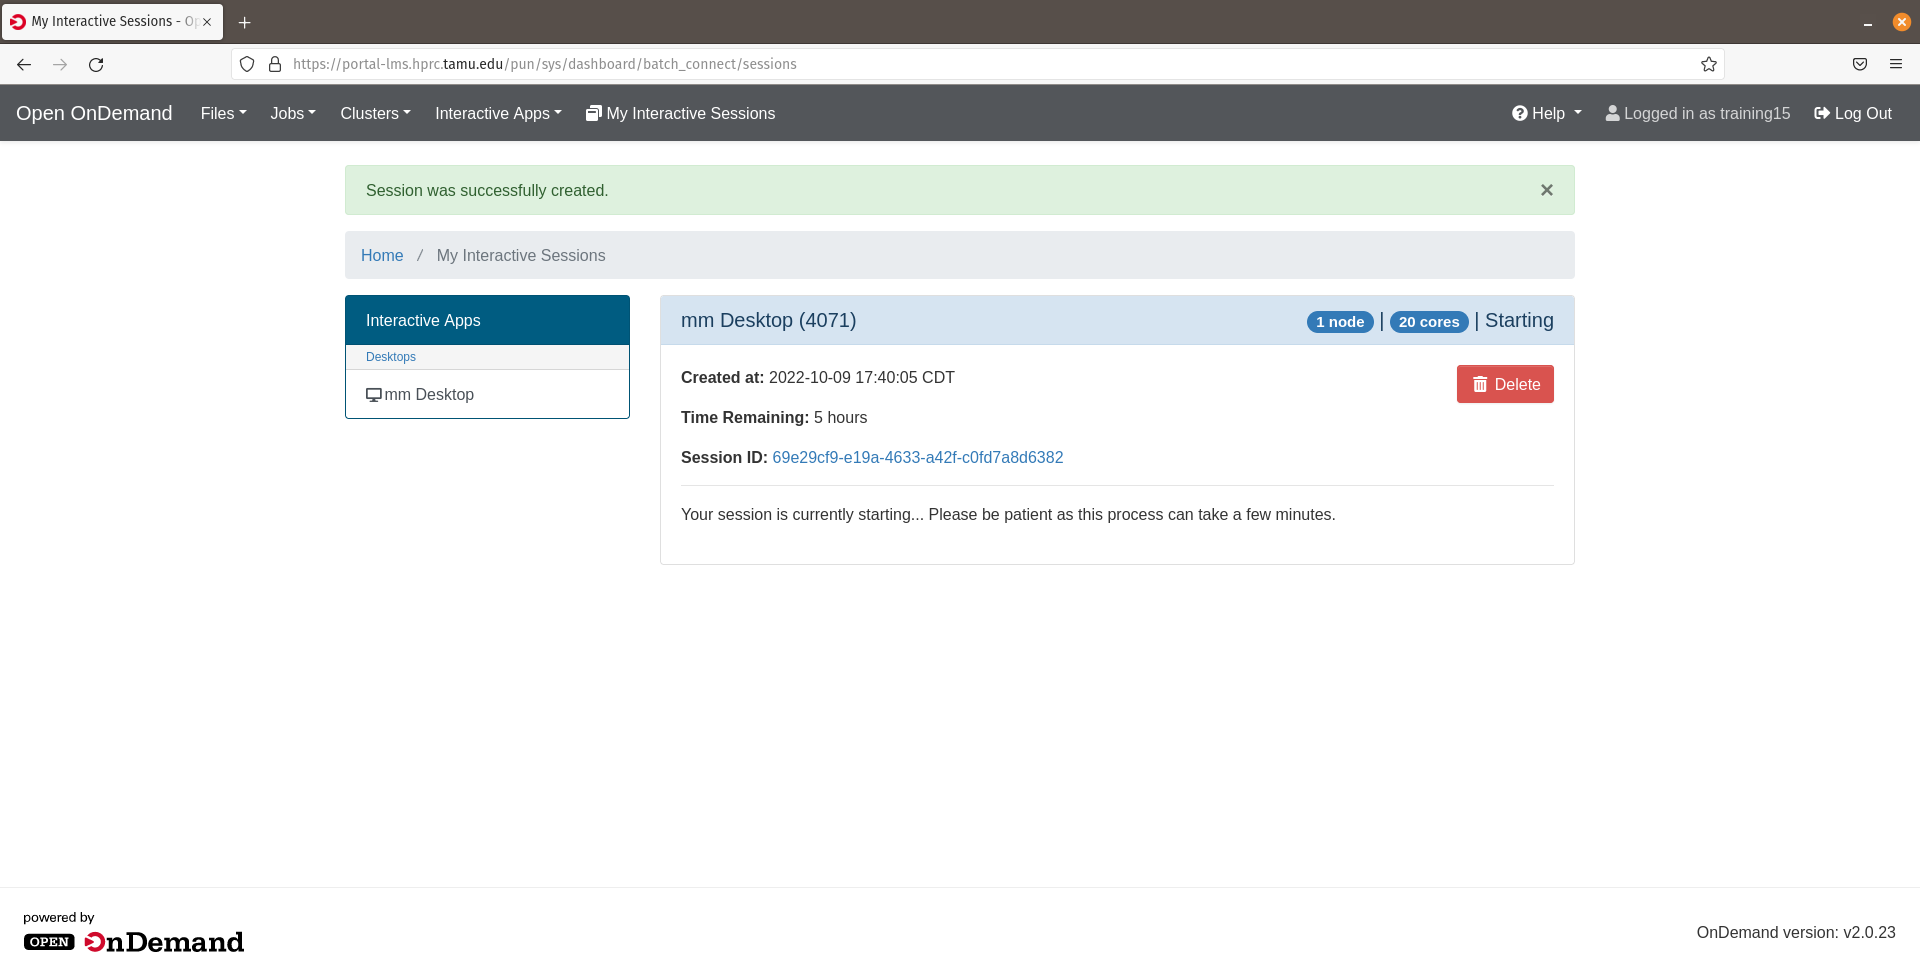 My Interactive Sessions - Op
https://portal-lms.hprc.tamu.edu/pun/sys/dashboard/batch_connect/sessions
Open OnDemand Files Jobs Clusters Interactive Apps My Interactive Sessions Help Logged in as training15 Log Out
Session was successfully created.
Home / My Interactive Sessions
Interactive Apps
Desktops
mm Desktop
mm Desktop (4071) 1 node | 20 cores | Starting
Created at: 2022-10-09 17:40:05 CDT
Delete
Time Remaining: 5 hours
Session ID: 69e29cf9-e19a-4633-a42f-c0fd7a8d6382
Your session is currently starting... Please be patient as this process can take a few minutes.
powered by
OPEN OnDemand
OnDemand version: v2.0.23